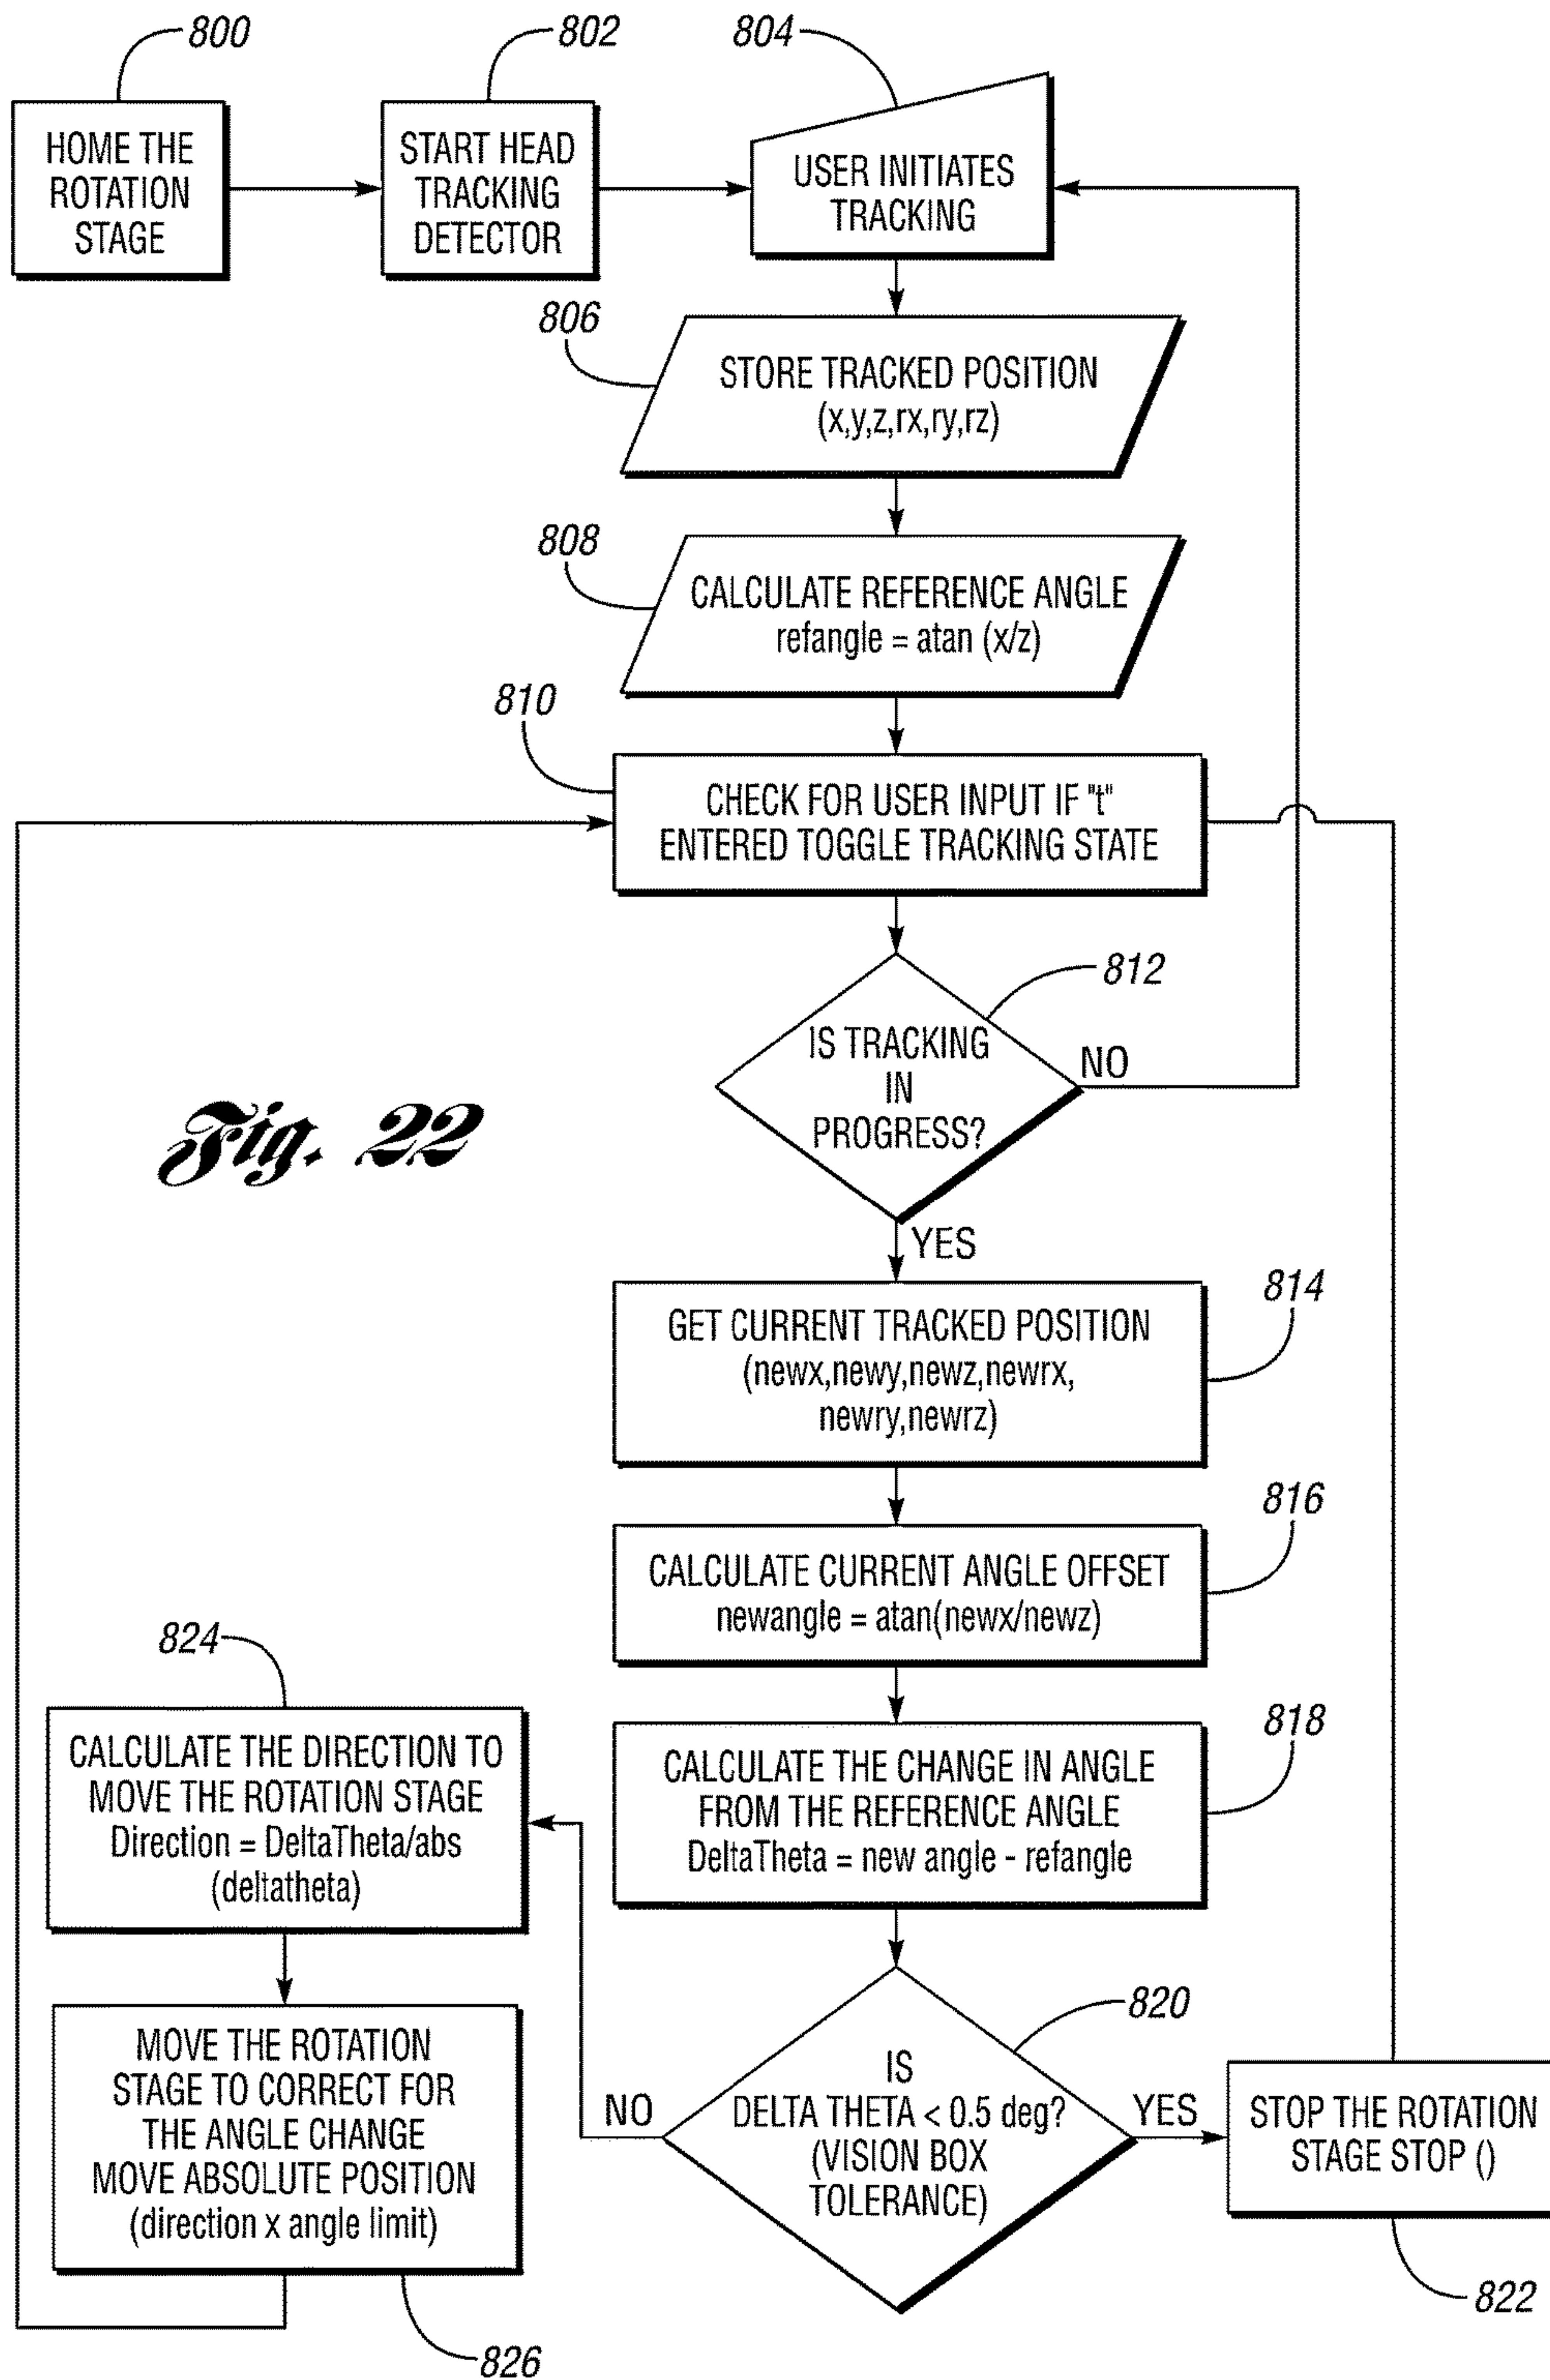 800
802
804
HOME THE
ROTATION
STAGE
START HEAD
TRACKING
DETECTOR
USER INITIATES
TRACKING
806
STORE TRACKED POSITION
(x,y,z,rx,ry,rz)
808
CALCULATE REFERENCE ANGLE
refangle = atan (x/z)
810
CHECK FOR USER INPUT IF "t"
ENTERED TOGGLE TRACKING STATE
812
IS TRACKING
IN
PROGRESS?
NO
YES
Fig. 22
814
GET CURRENT TRACKED POSITION
(newx,newy,newz,newrx,
newry,newrz)
816
CALCULATE CURRENT ANGLE OFFSET
newangle = atan(newx/newz)
818
CALCULATE THE CHANGE IN ANGLE
FROM THE REFERENCE ANGLE
DeltaTheta = new angle - refangle
820
IS
DELTA THETA < 0.5 deg?
(VISION BOX
TOLERANCE)
NO
YES
STOP THE ROTATION
STAGE STOP ()
822
824
CALCULATE THE DIRECTION TO
MOVE THE ROTATION STAGE
Direction = DeltaTheta/abs
(deltatheta)
MOVE THE ROTATION
STAGE TO CORRECT FOR
THE ANGLE CHANGE
MOVE ABSOLUTE POSITION
(direction x angle limit)
826